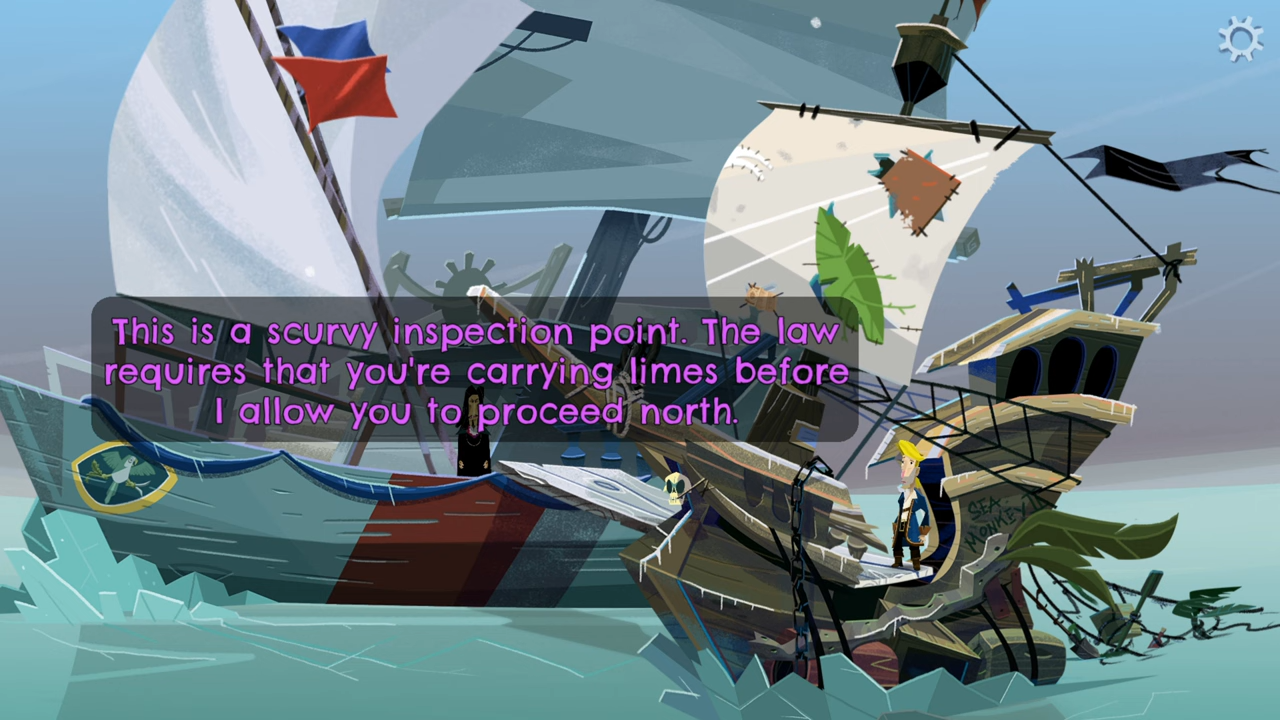 This is a scurvy inspection point. The law
requires that you're carrying limes before
I allow you to proceed north.
SEA
MONKEY